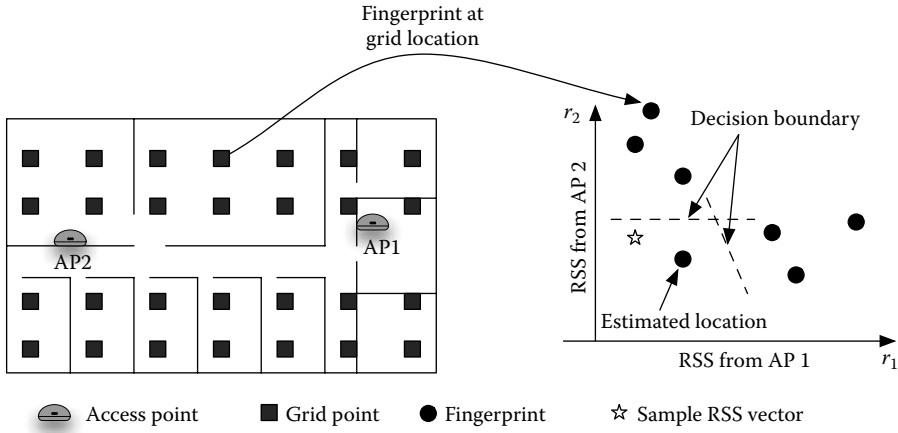 Fingerprint at
grid location
r2
Decision boundary
RSS from AP 2
AP1
AP2
Estimated location
RSS from AP 1
r1
Access point
Grid point
Fingerprint
Sample RSS vector